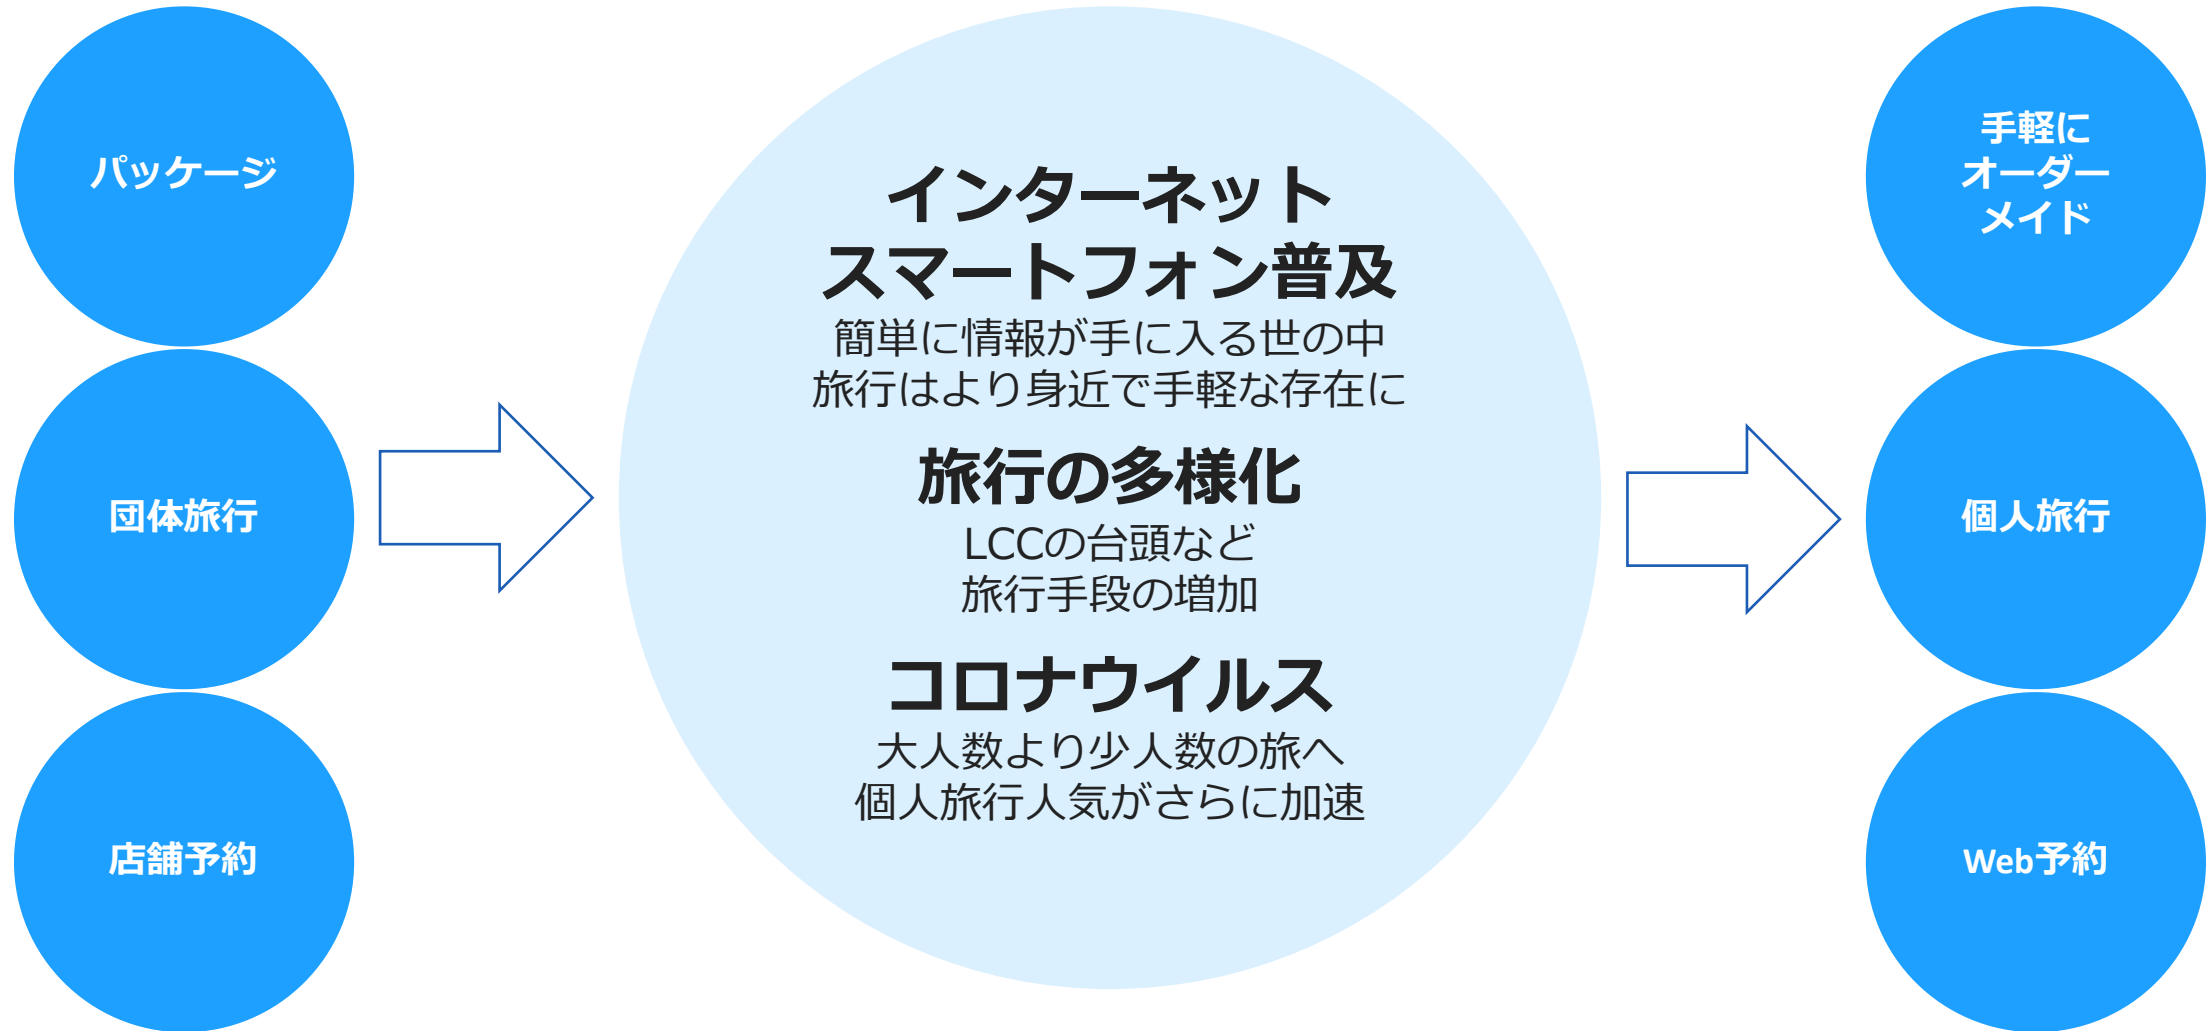 パッケージ
団体旅行
店舗予約
インターネット
スマートフォン普及
簡単に情報が手に入る世の中
旅行はより身近で手軽な存在に
旅行の多様化
LCCの台頭など
旅行手段の増加
コロナウイルス
大人数より少人数の旅へ
個人旅行人気がさらに加速
手軽に
オーダー
メイド
個人旅行
Web予約